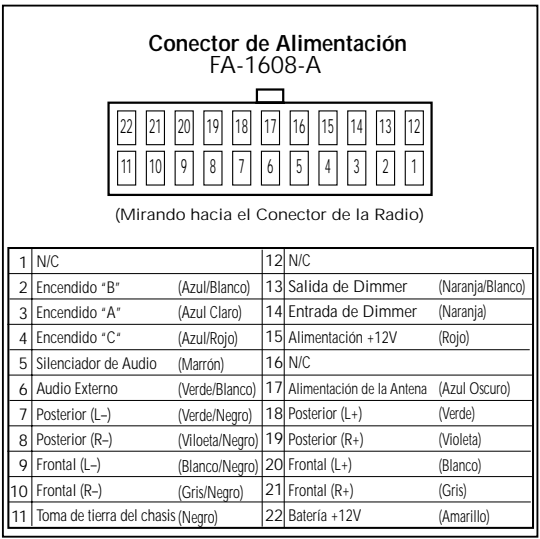 Conector de Alimentación
FA-1608-A
22 21 20 19 18 17 16 15 14 13 12
11 10 9 8 7 6 5 4 3 2 1
(Mirando hacia el Conector de la Radio)
1 N/C 12 N/C
2 Encendido "B" (Azul/Blanco) 13 Salida de Dimmer (Naranja/Blanco)
3 Encendido "A" (Azul Claro) 14 Entrada de Dimmer (Naranja)
4 Encendido "C" (Azul/Rojo) 15 Alimentación +12V (Rojo)
5 Silenciador de Audio (Marrón) 16 N/C
6 Audio Externo (Verde/Blanco) 17 Alimentación de la Antena (Azul Oscuro)
7 Posterior (L–) (Verde/Negro) 18 Posterior (L+) (Verde)
8 Posterior (R–) (Viloeta/Negro) 19 Posterior (R+) (Violeta)
9 Frontal (L–) (Blanco/Negro) 20 Frontal (L+) (Blanco)
10 Frontal (R–) (Gris/Negro) 21 Frontal (R+) (Gris)
11 Toma de tierra del chasis (Negro) 22 Batería +12V (Amarillo)